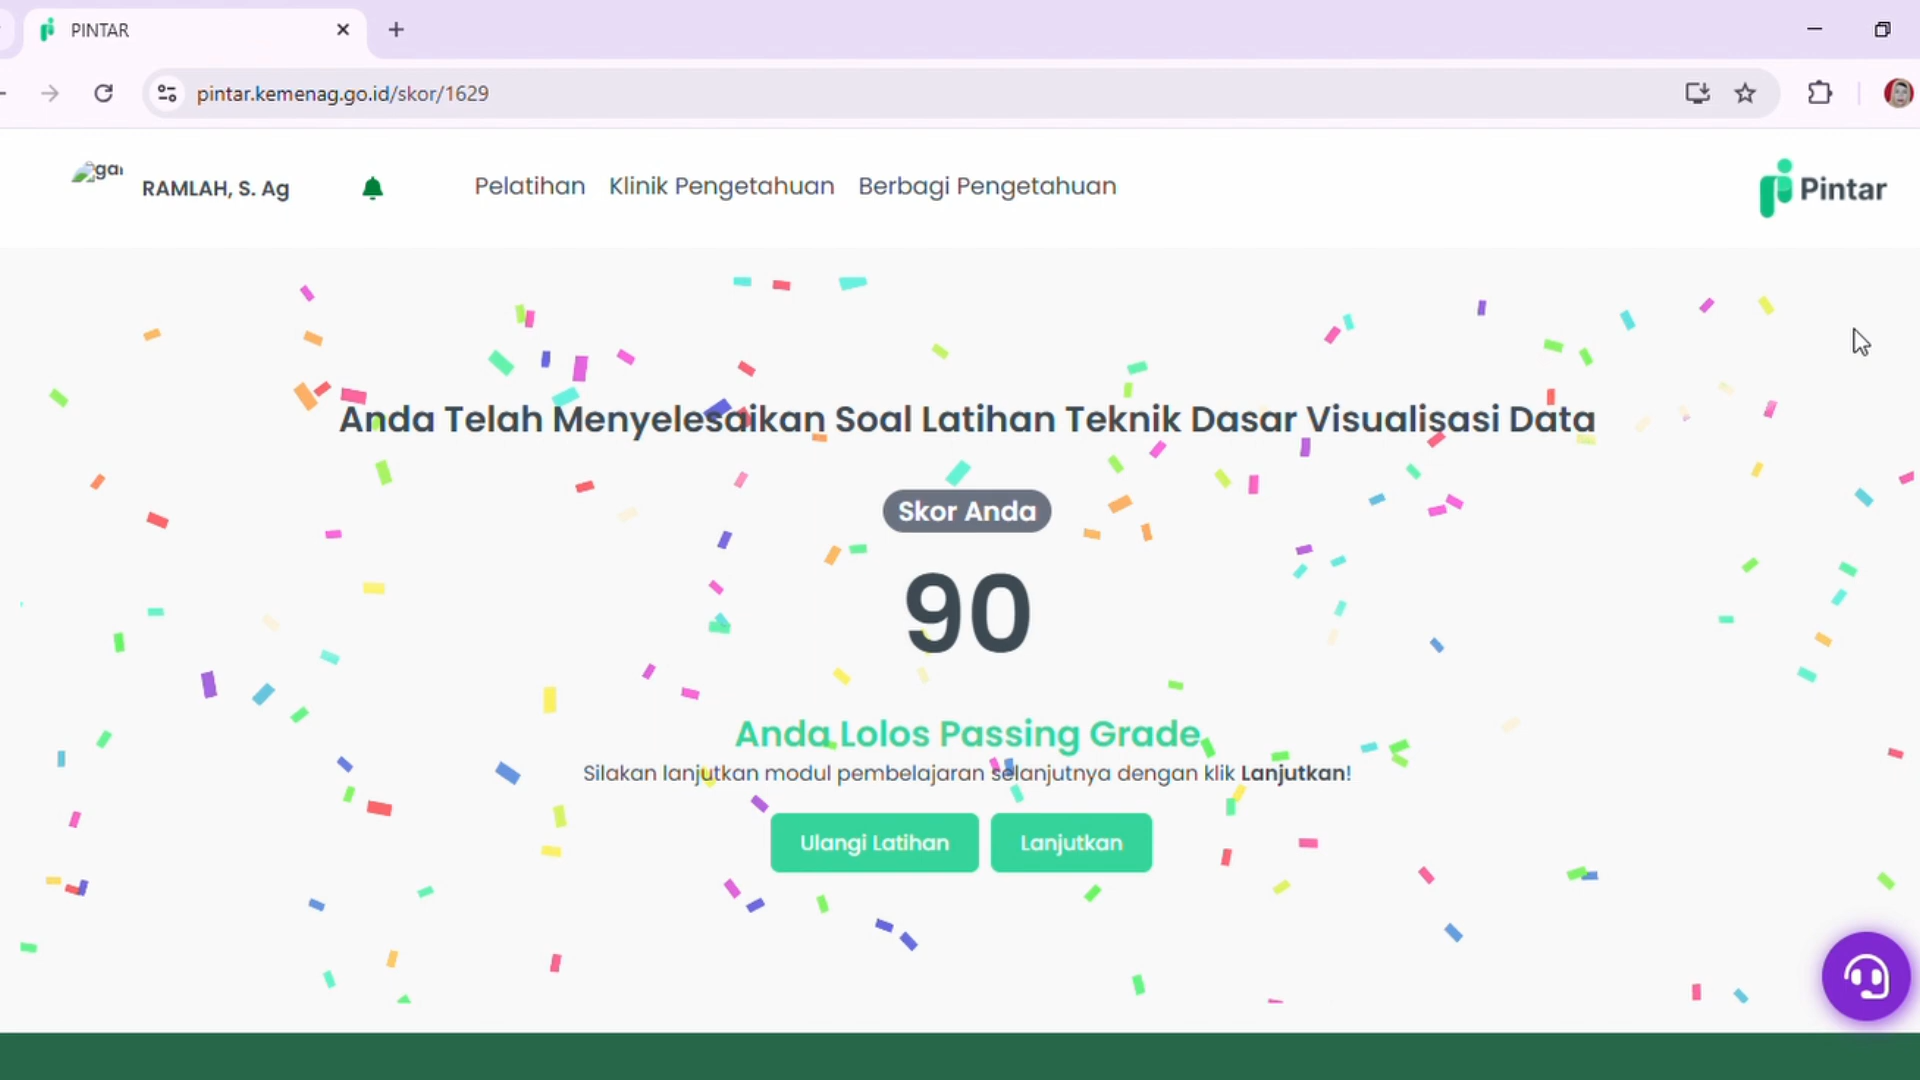 PINTAR
pintar.kemenag.go.id/skor/1629
RAMLAH, S. Ag
Pelatihan
Klinik Pengetahuan
Berbagi Pengetahuan
Pintar
Anda Telah Menyelesaikan Soal Latihan Teknik Dasar Visualisasi Data
Skor Anda
90
Anda Lolos Passing Grade
Silakan lanjutkan modul pembelajaran selanjutnya dengan klik Lanjutkan!
Ulangi Latihan
Lanjutkan